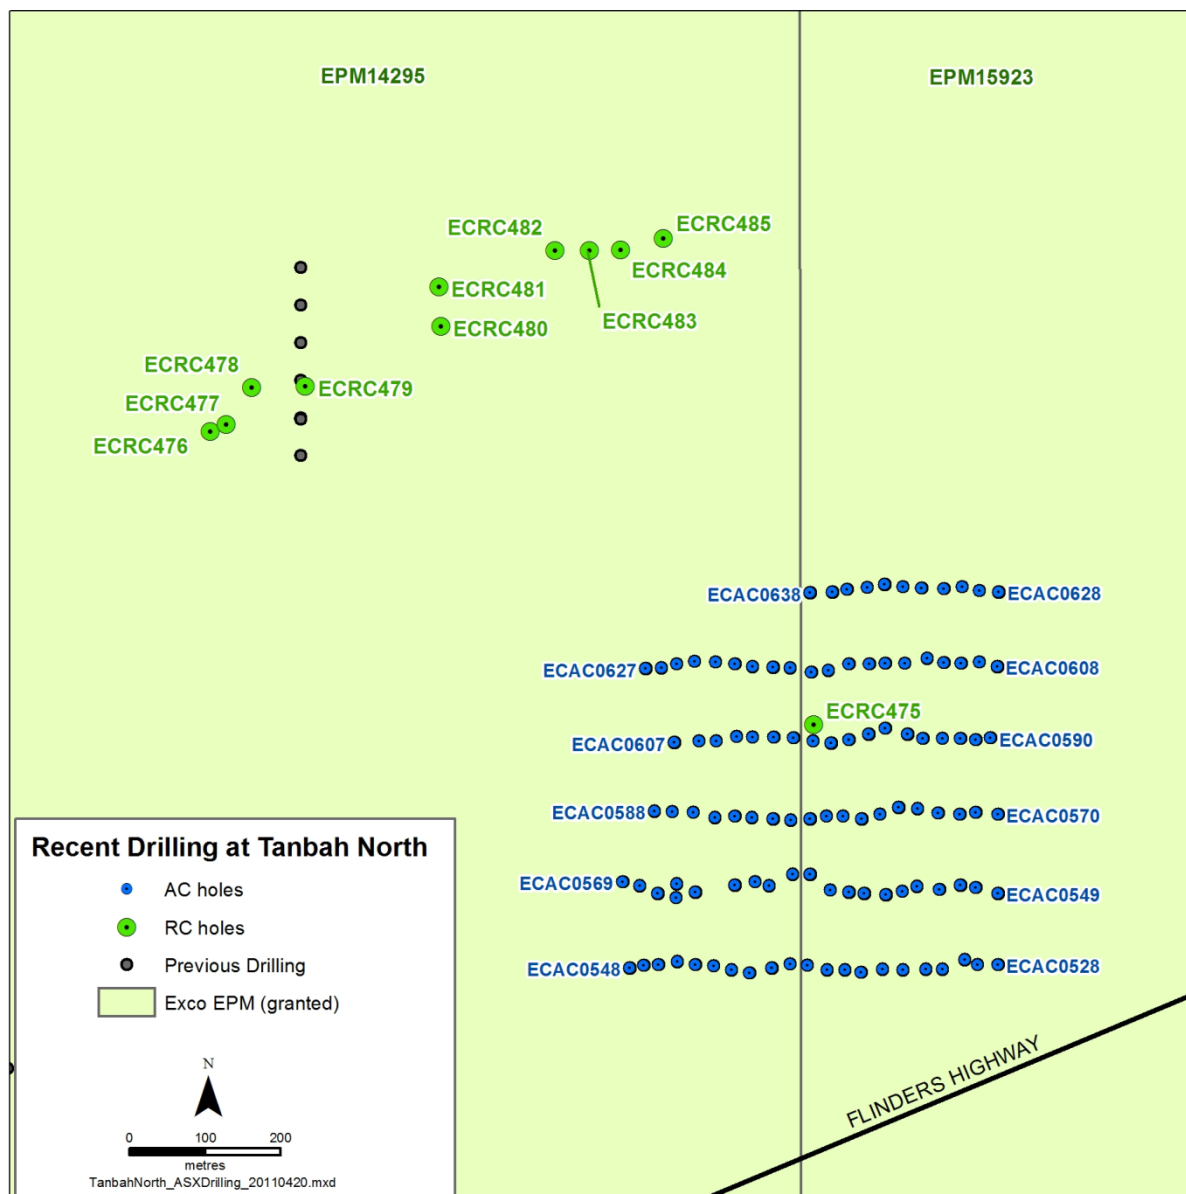 EPM14295
EPM15923
ECRC482
ECRC485
ECRC484
ECRC481
ECRC480
ECRC483
ECRC478
ECRC479
ECRC477
ECRC476
ECAC0638
ECAC0628
ECAC0627
ECAC0608
ECRC475
ECAC0607
ECAC0590
ECAC0588
ECAC0570
ECAC0569
ECAC0549
ECAC0548
ECAC0528
FLINDERS HIGHWAY
Recent Drilling at Tanbah North
AC holes
RC holes
Previous Drilling
Exco EPM (granted)
N
0 100 200
metres
TanbahNorth_ASXDrilling_20110420.mxd